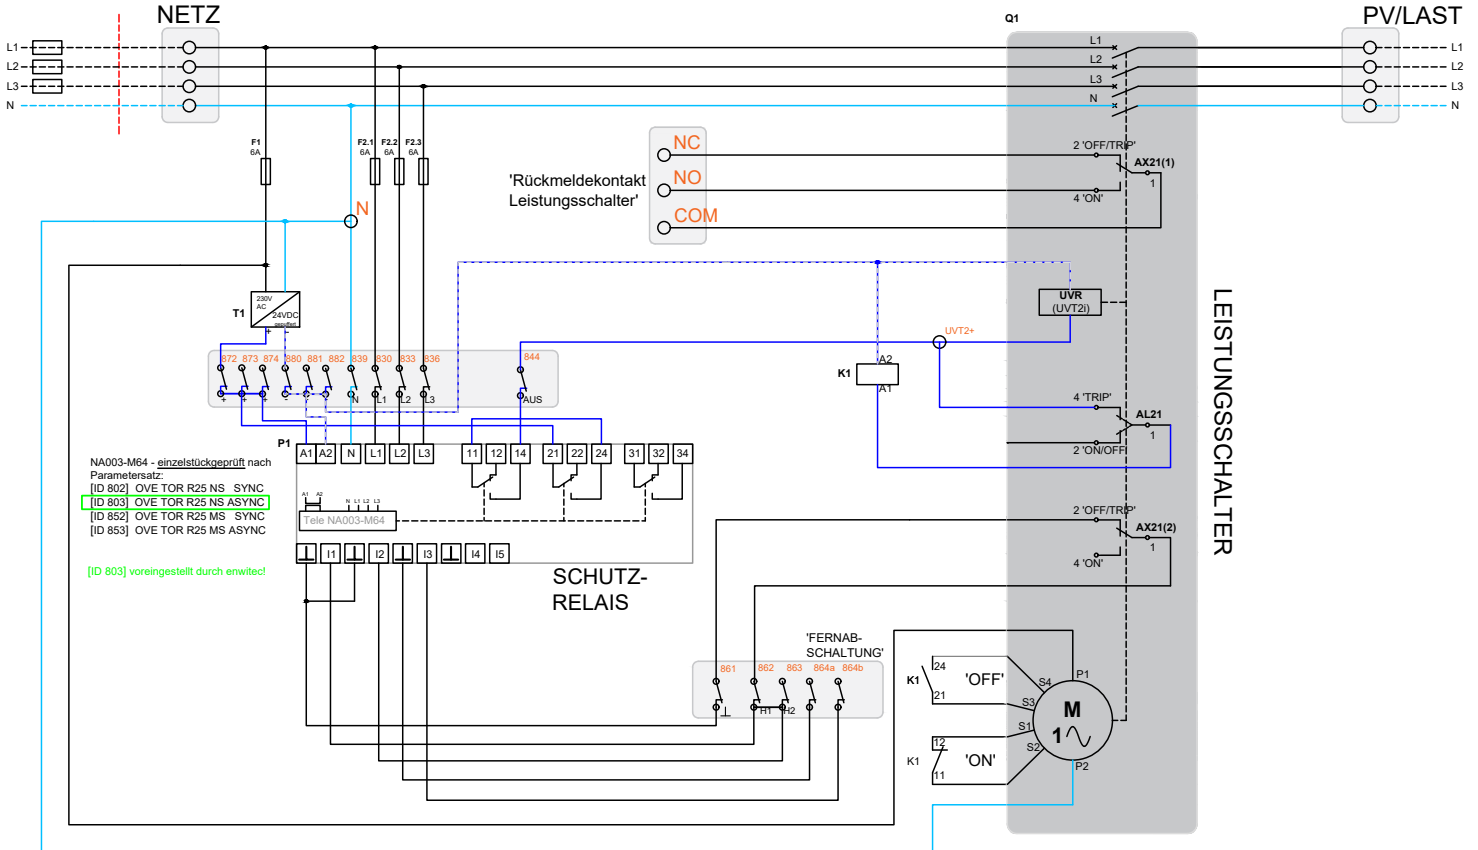 NETZ
Q1
PV/LAST
L1
L2
L3
N
L1
L2
L3
N
L1
L2
L3
N
F1
6A
F2.1
6A
F2.2
6A
F2.3
6A
N
NC
NO
COM
'Rückmeldekontakt
Leistungsschalter'
2 'OFF/TRIP'
AX21(1)
1
4 'ON'
T1
230V
AC
24VDC
gepuffert
+
-
UVR
(UVT2i)
UVT2+
LEISTUNGSSCHALTER
872
873
874
880
881
882
839
830
833
836
844
+
+
+
-
-
-
N
L1
L2
L3
AUS
K1
A2
A1
4 'TRIP'
AL21
1
2 'ON/OFF'
P1
A1
A2
N
L1
L2
L3
11
12
14
21
22
24
31
32
34
NA003-M64 - einzelstückgeprüft nach
Parametersatz:
[ID 802] OVE TOR R25 NS SYNC
[ID 803] OVE TOR R25 NS ASYNC
[ID 852] OVE TOR R25 MS SYNC
[ID 853] OVE TOR R25 MS ASYNC
[ID 803] voreingestellt durch enwitec!
A1
A2
N
L1
L2
L3
Tele NA003-M64
I1
I2
I3
I4
I5
SCHUTZ-
RELAIS
2 'OFF/TRIP'
AX21(2)
1
4 'ON'
'FERNAB-
SCHALTUNG'
861
862
863
864a
864b
H1
H2
K1
24
21
'OFF'
K1
12
11
'ON'
S4
S3
S1
S2
P1
P2
M
1